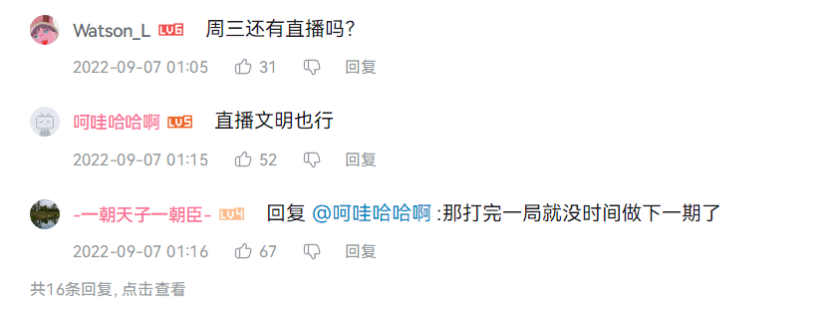 Watson_L LV6 周三还有直播吗?
2022-09-07 01:05 31 回复
呵哇哈哈啊 LV5 直播文明也行
2022-09-07 01:15 52 回复
-一朝天子一朝臣- LV4 回复 @呵哇哈哈啊 :那打完一局就没时间做下一期了
2022-09-07 01:16 67 回复
共16条回复, 点击查看